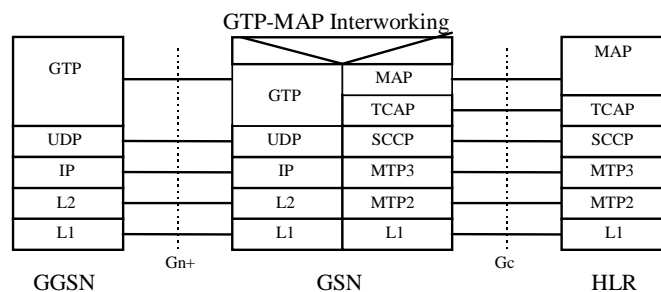 GTP-MAP Interworking
GTP
MAP
MAP
GTP
TCAP
TCAP
UDP
UDP
SCCP
SCCP
IP
IP
MTP3
MTP3
L2
L2
MTP2
MTP2
L1
L1
L1
L1
Gn+
Gc
GGSN
GSN
HLR